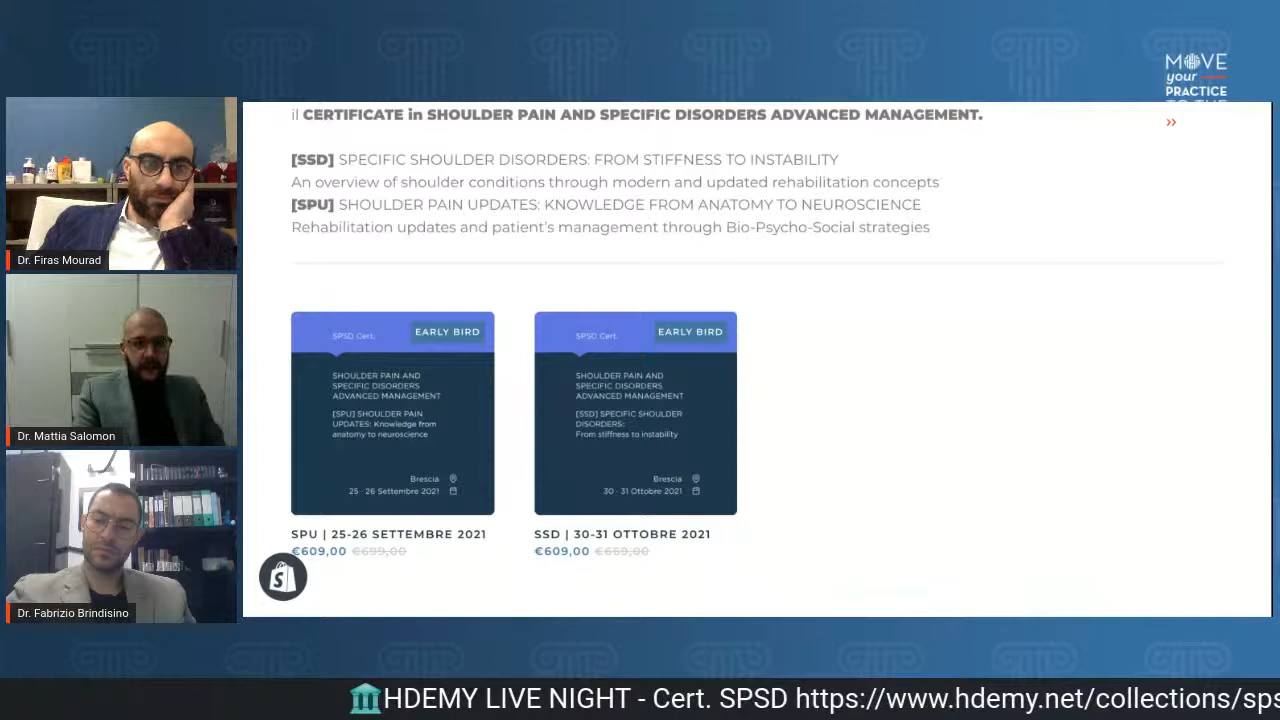 MOVE
your
PRACTICE
TO THE
››
Dr. Firas Mourad
Dr. Mattia Salomon
Dr. Fabrizio Brindisino
il CERTIFICATE in SHOULDER PAIN AND SPECIFIC DISORDERS ADVANCED MANAGEMENT.
[SSD] SPECIFIC SHOULDER DISORDERS: FROM STIFFNESS TO INSTABILITY
An overview of shoulder conditions through modern and updated rehabilitation concepts
[SPU] SHOULDER PAIN UPDATES: KNOWLEDGE FROM ANATOMY TO NEUROSCIENCE
Rehabilitation updates and patient's management through Bio-Psycho-Social strategies
SPSD Cert.
EARLY BIRD
SHOULDER PAIN AND
SPECIFIC DISORDERS
ADVANCED MANAGEMENT
[SPU] SHOULDER PAIN
UPDATES: Knowledge from
anatomy to neuroscience
Brescia
25 - 26 Settembre 2021
SPU | 25-26 SETTEMBRE 2021
€609,00 €699,00
SPSD Cert.
EARLY BIRD
SHOULDER PAIN AND
SPECIFIC DISORDERS
ADVANCED MANAGEMENT
[SSD] SPECIFIC SHOULDER
DISORDERS:
From stiffness to instability
Brescia
30 - 31 Ottobre 2021
SSD | 30-31 OTTOBRE 2021
€609,00 €669,00
HDEMY LIVE NIGHT - Cert. SPSD https://www.hdemy.net/collections/sps